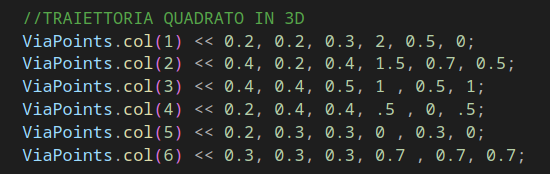 //TRAIETTORIA QUADRATO IN 3D
ViaPoints.col(1) << 0.2, 0.2, 0.3, 2, 0.5, 0;
ViaPoints.col(2) << 0.4, 0.2, 0.4, 1.5, 0.7, 0.5;
ViaPoints.col(3) << 0.4, 0.4, 0.5, 1 , 0.5, 1;
ViaPoints.col(4) << 0.2, 0.4, 0.4, .5 , 0, .5;
ViaPoints.col(5) << 0.2, 0.3, 0.3, 0 , 0.3, 0;
ViaPoints.col(6) << 0.3, 0.3, 0.3, 0.7 , 0.7, 0.7;